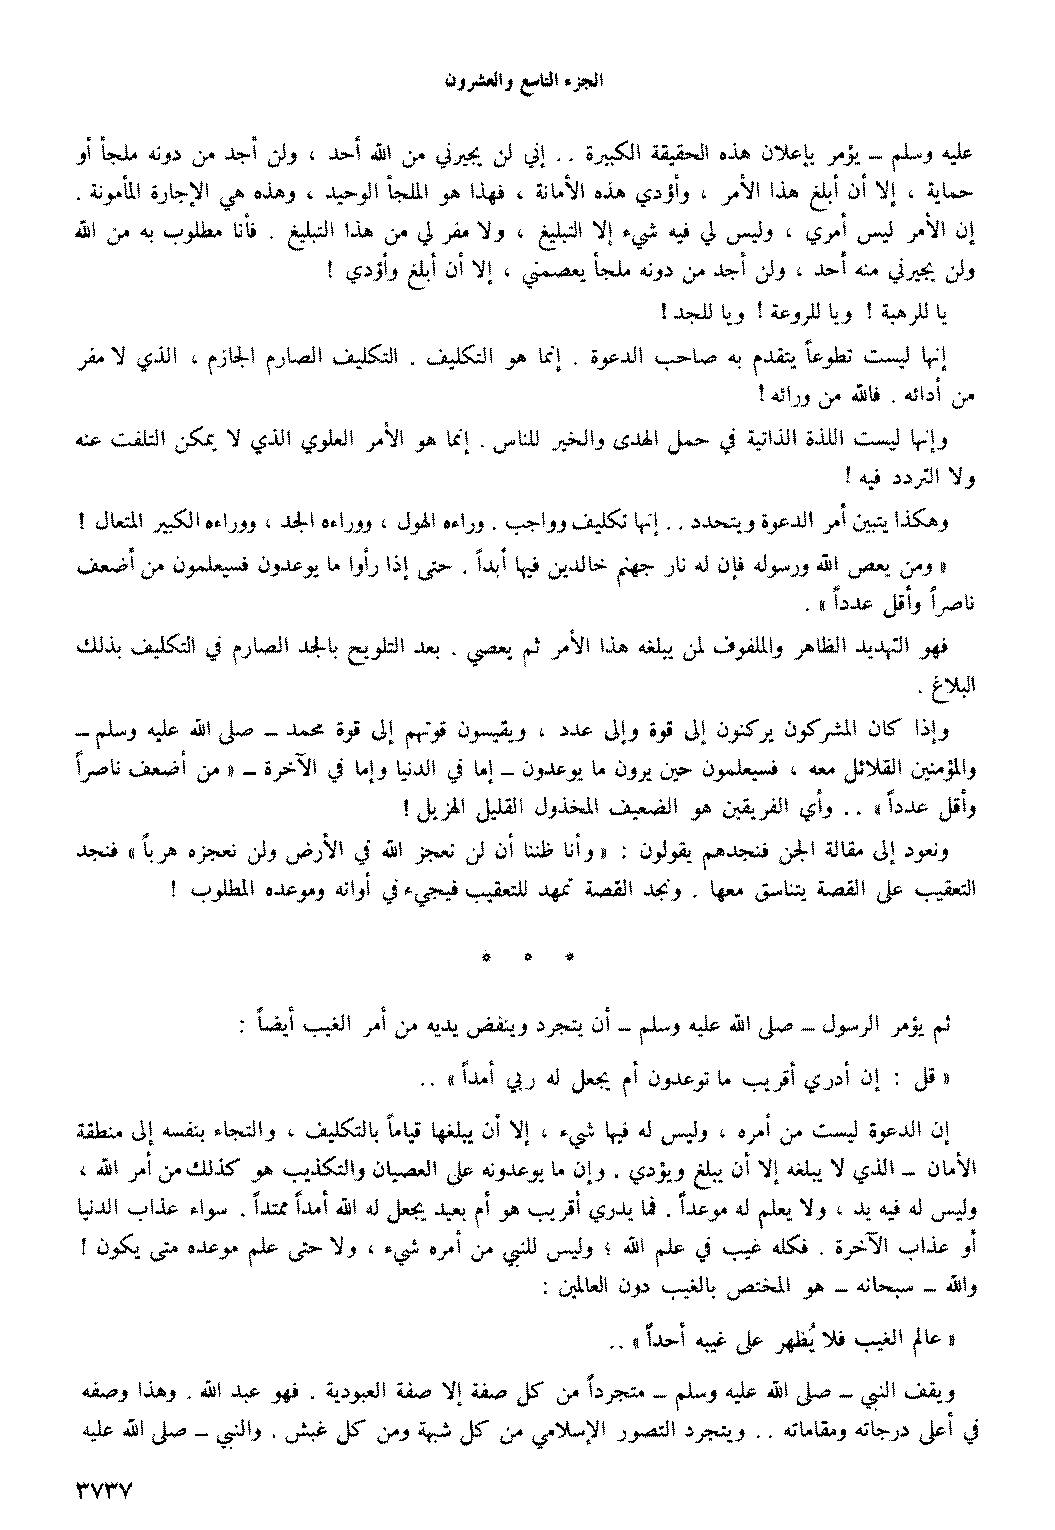 الجزء التاسع والعشرون
عليه وسلم – يؤمر بإعلان هذه الحقيقة الكبيرة .. إني لن يجيرني من الله أحد ، ولن أجد من دونه ملجأ أو
حماية ، إلا أن أبلغ هذا الأمر ، وأؤدي هذه الأمانة ، فهذا هو الملجأ الوحيد ، وهذه هي الإجارة المأمونة .
إن الأمر ليس أمري ، وليس لي فيه شيء إلا التبليغ ، ولا مفر لي من هذا التبليغ . فأنا مطلوب به من الله
ولن يجيرني منه أحد ، ولن أجد من دونه ملجأ يعصمني ، إلا أن أبلغ وأؤدي !
يا للرهبة ! ويا للروعة ! ويا للجد !
إنها ليست تطوعاً يتقدم به صاحب الدعوة . إنما هو التكليف . التكليف الصارم الجازم ، الذي لا مفر
من أدائه . فالله من ورائه !
وإنها ليست اللذة الذاتية في حمل الهدى والخير للناس . إنما هو الأمر العلوي الذي لا يمكن التلفت عنه
ولا التردد فيه !
وهكذا يتبين أمر الدعوة ويتحدد .. إنها تكليف وواجب . وراءه الهول ، ووراءه الجد ، ووراءه الكبير المتعال !
« ومن يعص الله ورسوله فإن له نار جهنم خالدين فيها أبداً . حتى إذا رأوا ما يوعدون فسيعلمون من أضعف
ناصراً وأقل عدداً » .
فهو التهديد الظاهر والملفوف لمن يبلغه هذا الأمر ثم يعصي . بعد التلويح بالجد الصارم في التكليف بذلك
البلاغ .
وإذا كان المشركون يركنون إلى قوة وإلى عدد ، ويقيسون قوتهم إلى قوة محمد – صلى الله عليه وسلم –
والمؤمنين القلائل معه ، فسيعلمون حين يرون ما يوعدون – إما في الدنيا وإما في الآخرة – « من أضعف ناصراً
وأقل عدداً » .. وأي الفريقين هو الضعيف المخذول القليل الهزيل !
ونعود إلى مقالة الجن فنجدهم يقولون : « وأنا ظننا أن لن نعجز الله في الأرض ولن نعجزه هرباً » فنجد
التعقيب على القصة يتناسق معها . ونجد القصة تمهد للتعقيب فيجيء في أوانه وموعده المطلوب !
* * *
ثم يؤمر الرسول – صلى الله عليه وسلم – أن يتجرد وينفض يديه من أمر الغيب أيضاً :
« قل : إن أدري أقريب ما توعدون أم يجعل له ربي أمداً » ..
إن الدعوة ليست من أمره ، وليس له فيها شيء ، إلا أن يبلغها قياماً بالتكليف ، والتجاء بنفسه إلى منطقة
الأمان – الذي لا يبلغه إلا أن يبلغ ويؤدي . وإن ما يوعدونه على العصيان والتكذيب هو كذلك من أمر الله ،
وليس له فيه يد ، ولا يعلم له موعداً . فما يدري أقريب هو أم بعيد يجعل له الله أمداً ممتداً . سواء عذاب الدنيا
أو عذاب الآخرة . فكله غيب في علم الله ؛ وليس للنبي من أمره شيء ، ولا حتى علم موعده متى يكون !
والله – سبحانه – هو المختص بالغيب دون العالمين :
« عالم الغيب فلا يُظهر على غيبه أحداً » ..
ويقف النبي – صلى الله عليه وسلم – متجرداً من كل صفة إلا صفة العبودية . فهو عبد الله . وهذا وصفه
في أعلى درجاته ومقاماته .. ويتجرد التصور الإسلامي من كل شبهة ومن كل غبش . والنبي – صلى الله عليه
٣٧٣٧